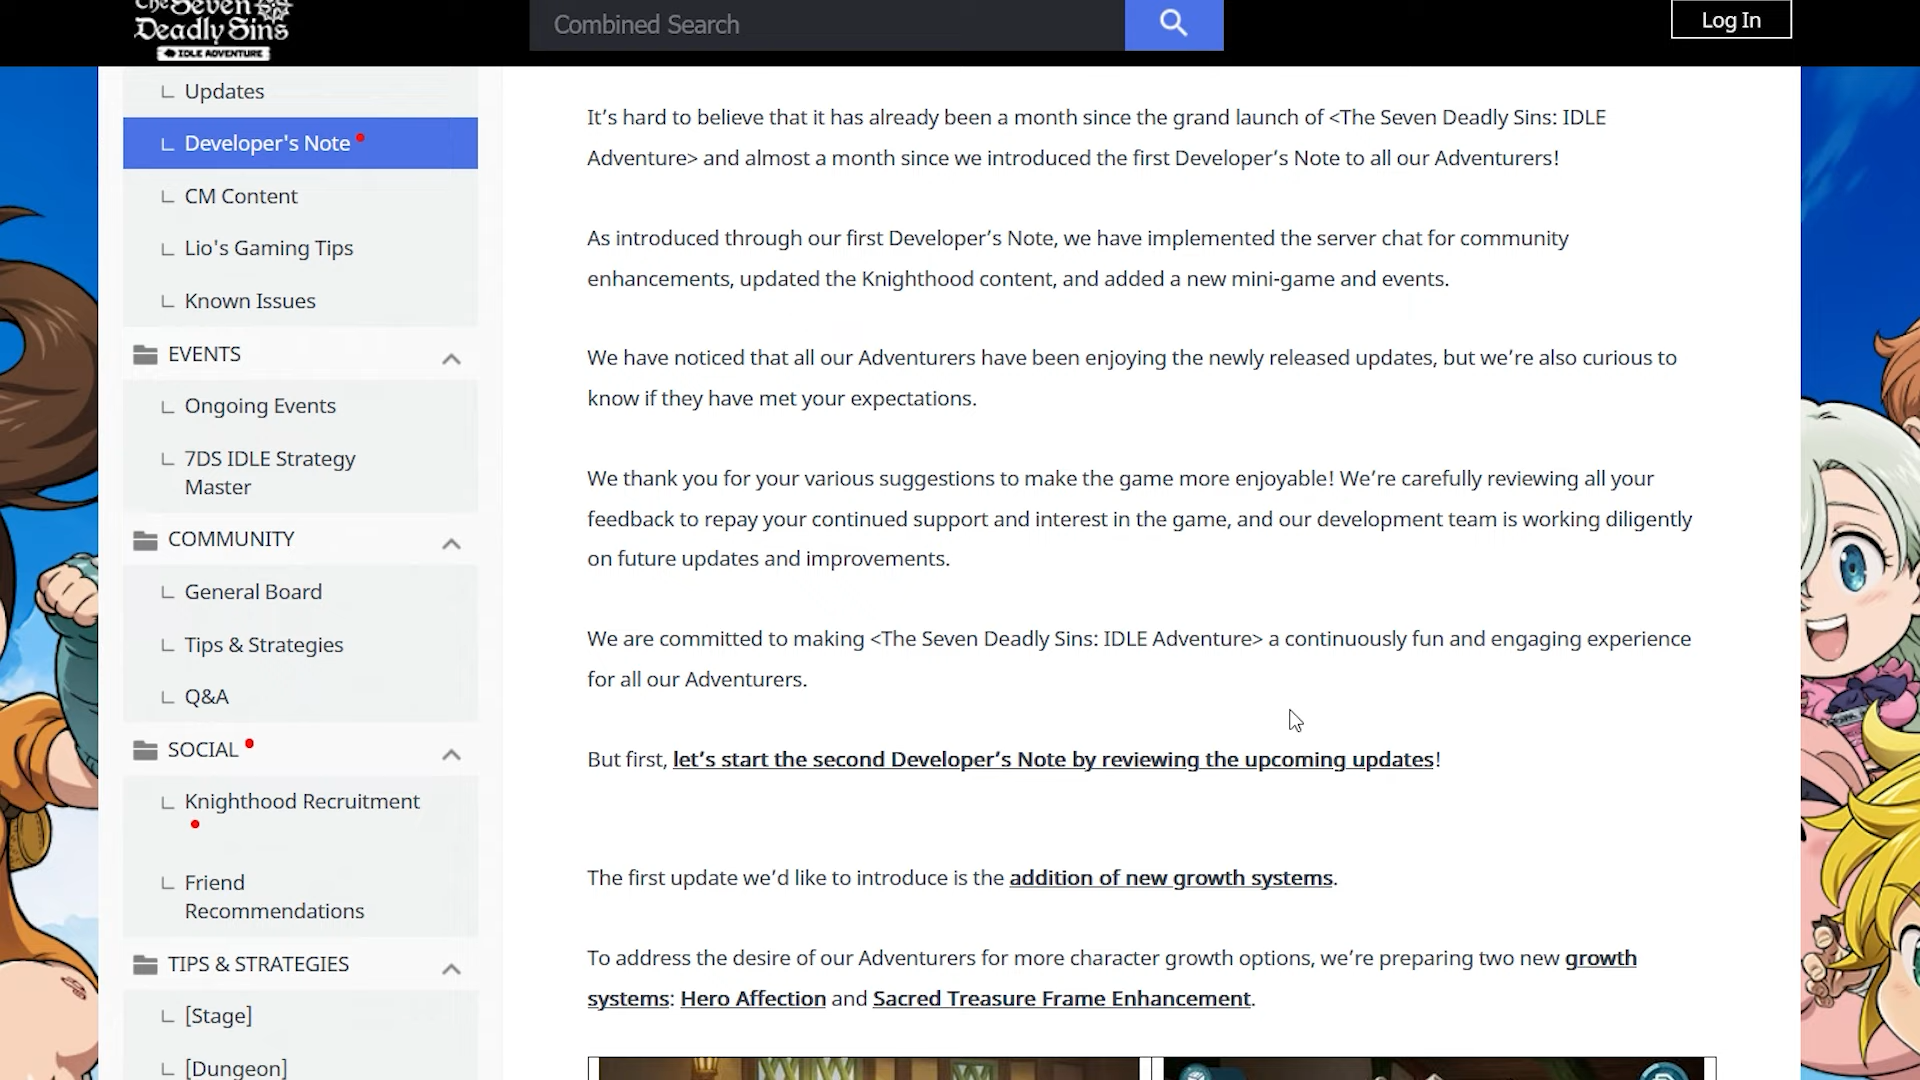 The Seven
Deadly Sins
IDLE ADVENTURE
Combined Search
Log In
Updates
Developer's Note
CM Content
Lio's Gaming Tips
Known Issues
EVENTS
Ongoing Events
7DS IDLE Strategy
Master
COMMUNITY
General Board
Tips & Strategies
Q&A
SOCIAL
Knighthood Recruitment
Friend
Recommendations
TIPS & STRATEGIES
[Stage]
[Dungeon]
It’s hard to believe that it has already been a month since the grand launch of <The Seven Deadly Sins: IDLE
Adventure> and almost a month since we introduced the first Developer’s Note to all our Adventurers!
As introduced through our first Developer’s Note, we have implemented the server chat for community
enhancements, updated the Knighthood content, and added a new mini-game and events.
We have noticed that all our Adventurers have been enjoying the newly released updates, but we’re also curious to
know if they have met your expectations.
We thank you for your various suggestions to make the game more enjoyable! We’re carefully reviewing all your
feedback to repay your continued support and interest in the game, and our development team is working diligently
on future updates and improvements.
We are committed to making <The Seven Deadly Sins: IDLE Adventure> a continuously fun and engaging experience
for all our Adventurers.
But first, let’s start the second Developer’s Note by reviewing the upcoming updates!
The first update we’d like to introduce is the addition of new growth systems.
To address the desire of our Adventurers for more character growth options, we’re preparing two new growth
systems: Hero Affection and Sacred Treasure Frame Enhancement.